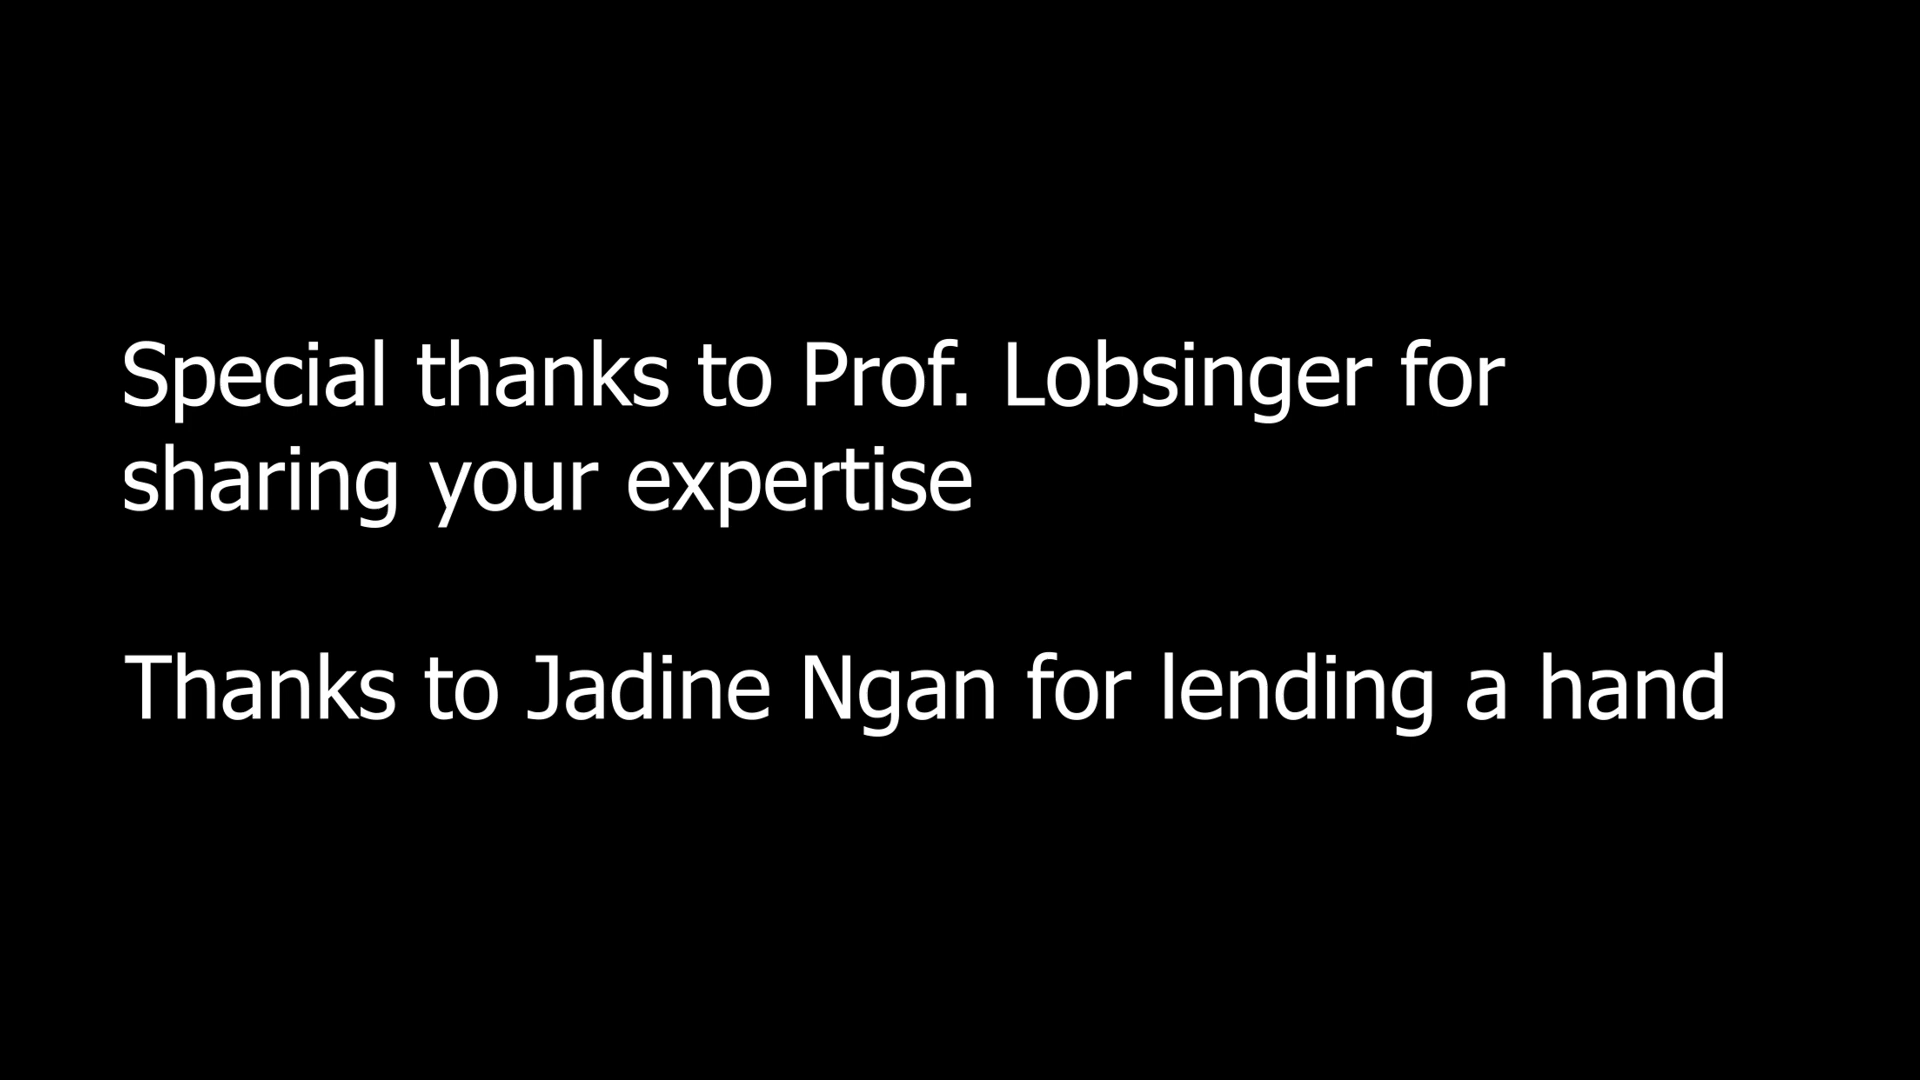 Special thanks to Prof. Lobsinger for
sharing your expertise
Thanks to Jadine Ngan for lending a hand